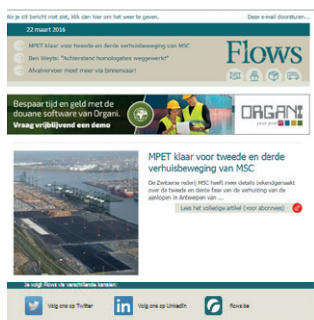 Als je dit bericht niet ziet, klik dan hier om het weer te geven.
Deze e-mail doorsturen...
22 maart 2016
MPET klaar voor tweede en derde verhuisbeweging van MSC
Ben Weyts: "Achterstand homologaties weggewerkt"
Afvalvervoer moet meer via binnenvaart
Flows
Bespaar tijd en geld met de
douane software van Organi.
Vraag vrijblijvend een demo
ORGANI
MPET klaar voor tweede en derde
verhuisbeweging van MSC
De Zwitserse rederij MSC heeft meer details bekendgemaakt
over de tweede en derde fase van de verhuizing van de
aanlopen in Antwerpen van ...
Lees het volledige artikel (voor abonnees)
Je volgt Flows via verschillende kanalen:
Volg ons op Twitter
in
Volg ons op LinkedIn
flows.be